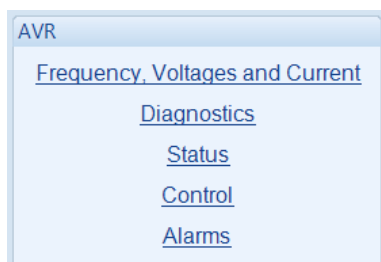 AVR
Frequency, Voltages and Current
Diagnostics
Status
Control
Alarms